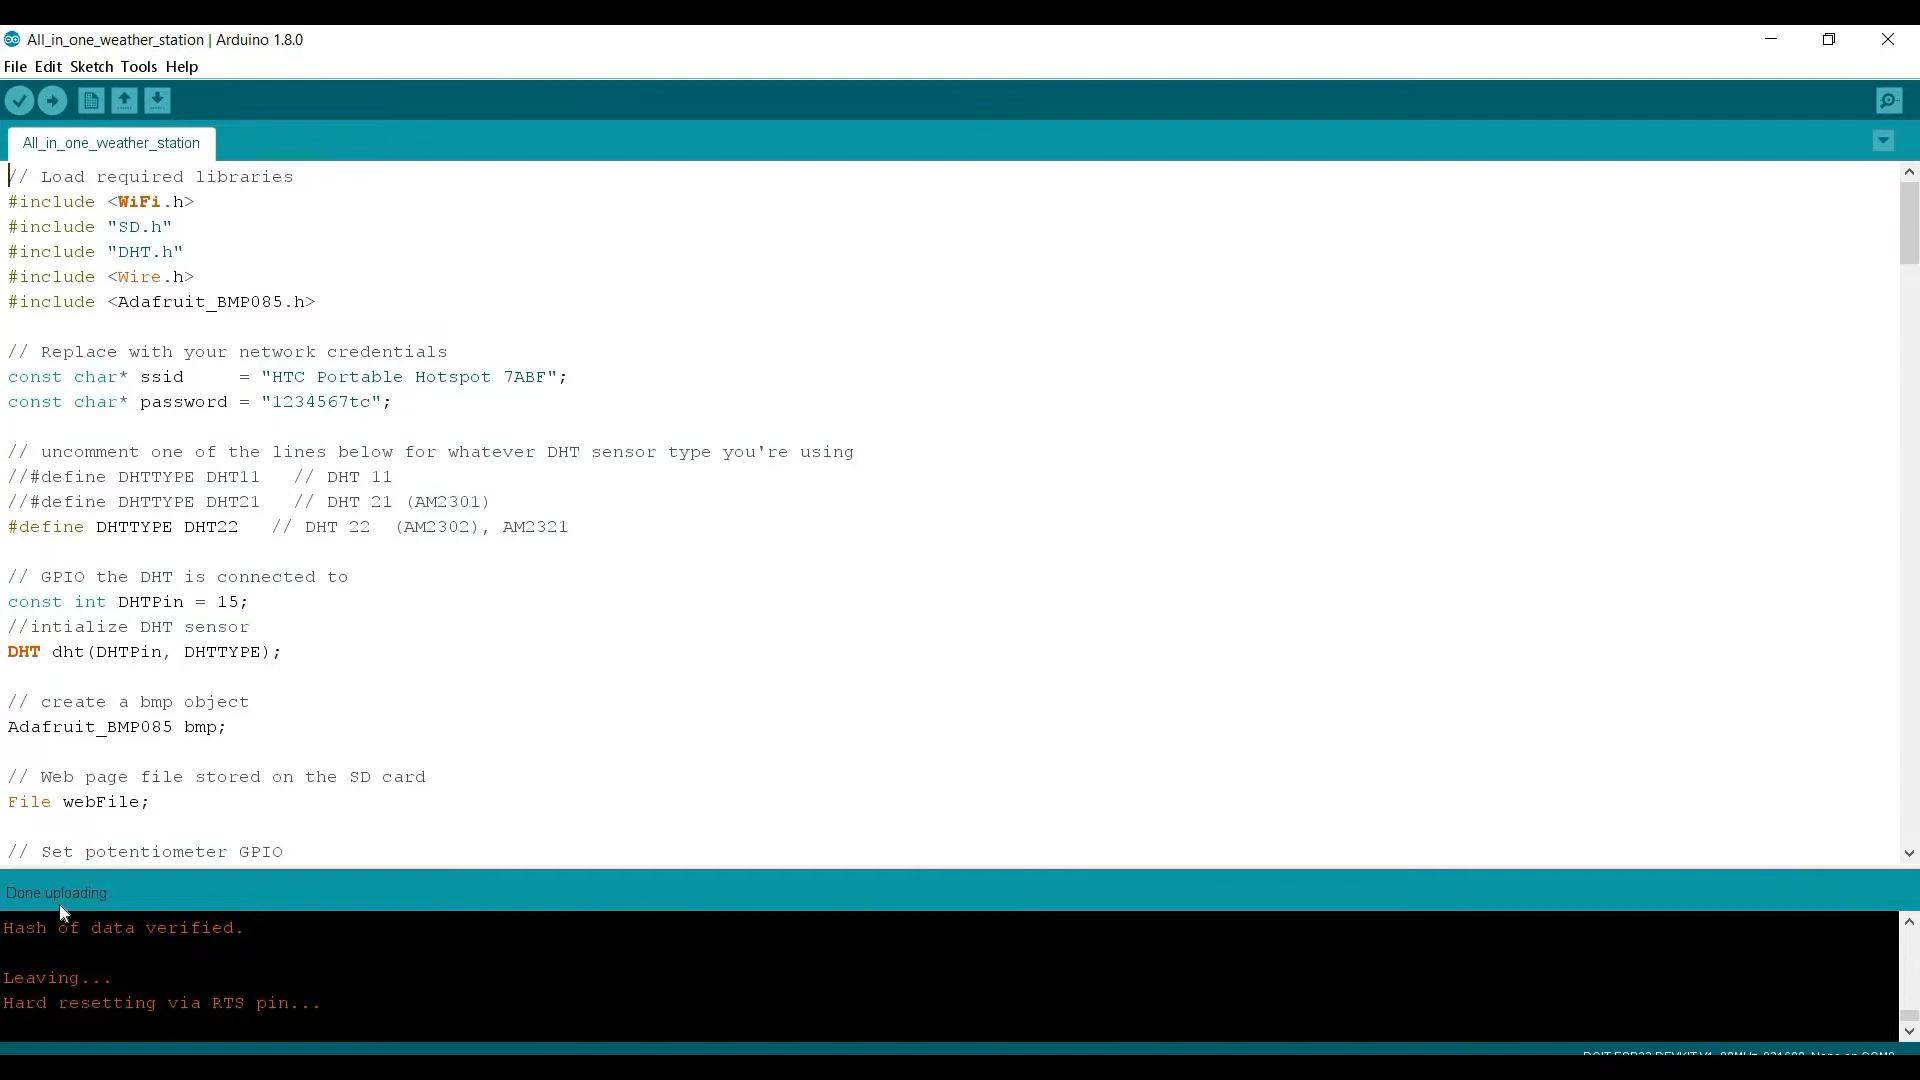 All_in_one_weather_station | Arduino 1.8.0
File Edit Sketch Tools Help
All_in_one_weather_station
// Load required libraries
#include <WiFi.h>
#include "SD.h"
#include "DHT.h"
#include <Wire.h>
#include <Adafruit_BMP085.h>
// Replace with your network credentials
const char* ssid     = "HTC Portable Hotspot 7ABF";
const char* password = "1234567tc";
// uncomment one of the lines below for whatever DHT sensor type you're using
//#define DHTTYPE DHT11   // DHT 11
//#define DHTTYPE DHT21   // DHT 21 (AM2301)
#define DHTTYPE DHT22   // DHT 22  (AM2302), AM2321
// GPIO the DHT is connected to
const int DHTPin = 15;
//intialize DHT sensor
DHT dht(DHTPin, DHTTYPE);
// create a bmp object
Adafruit_BMP085 bmp;
// Web page file stored on the SD card
File webFile;
// Set potentiometer GPIO
Done uploading.
Hash of data verified.
Leaving...
Hard resetting via RTS pin...